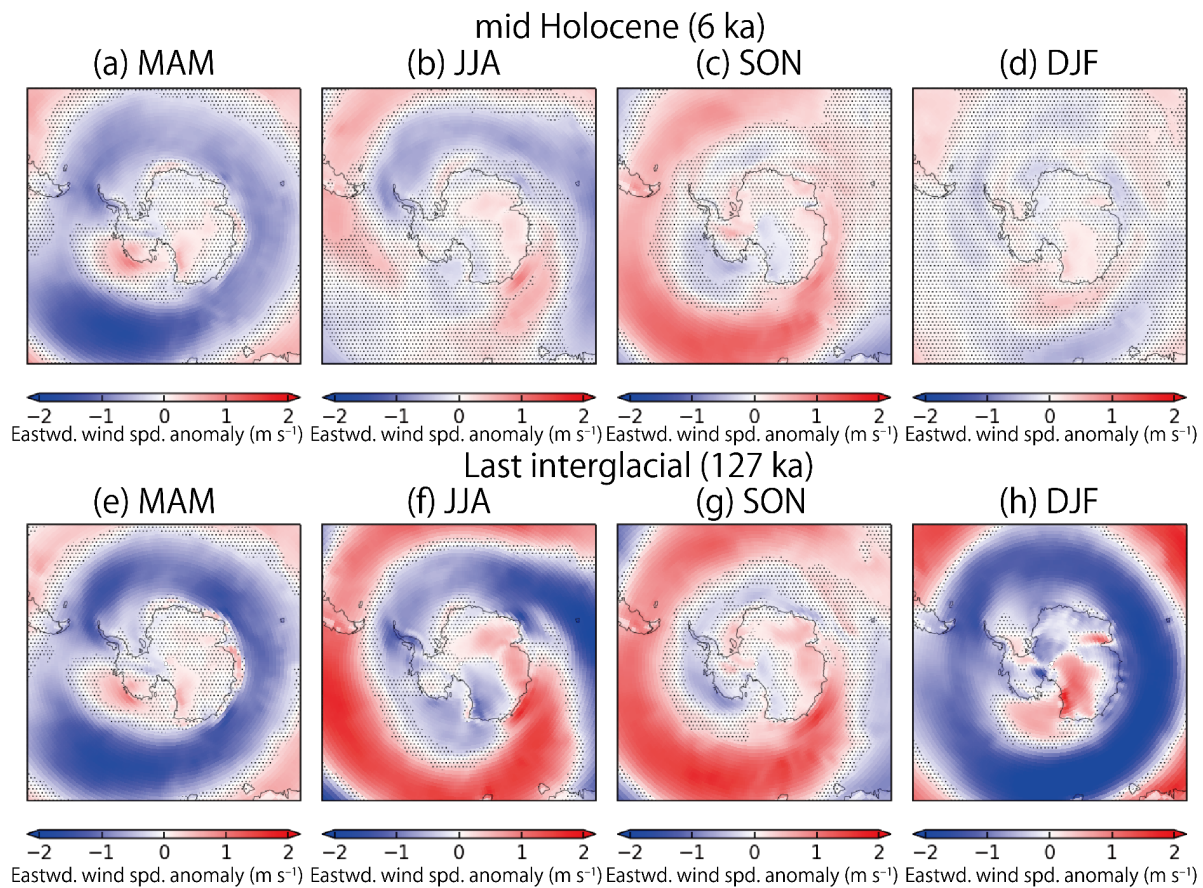 mid Holocene (6 ka)
(a) MAM
(b) JJA
(c) SON
(d) DJF
−2 −1 0 1 2
−2 −1 0 1 2
−2 −1 0 1 2
−2 −1 0 1 2
Eastwd. wind spd. anomaly (m s⁻¹)
Eastwd. wind spd. anomaly (m s⁻¹)
Eastwd. wind spd. anomaly (m s⁻¹)
Eastwd. wind spd. anomaly (m s⁻¹)
Last interglacial (127 ka)
(e) MAM
(f) JJA
(g) SON
(h) DJF
−2 −1 0 1 2
−2 −1 0 1 2
−2 −1 0 1 2
−2 −1 0 1 2
Eastwd. wind spd. anomaly (m s⁻¹)
Eastwd. wind spd. anomaly (m s⁻¹)
Eastwd. wind spd. anomaly (m s⁻¹)
Eastwd. wind spd. anomaly (m s⁻¹)